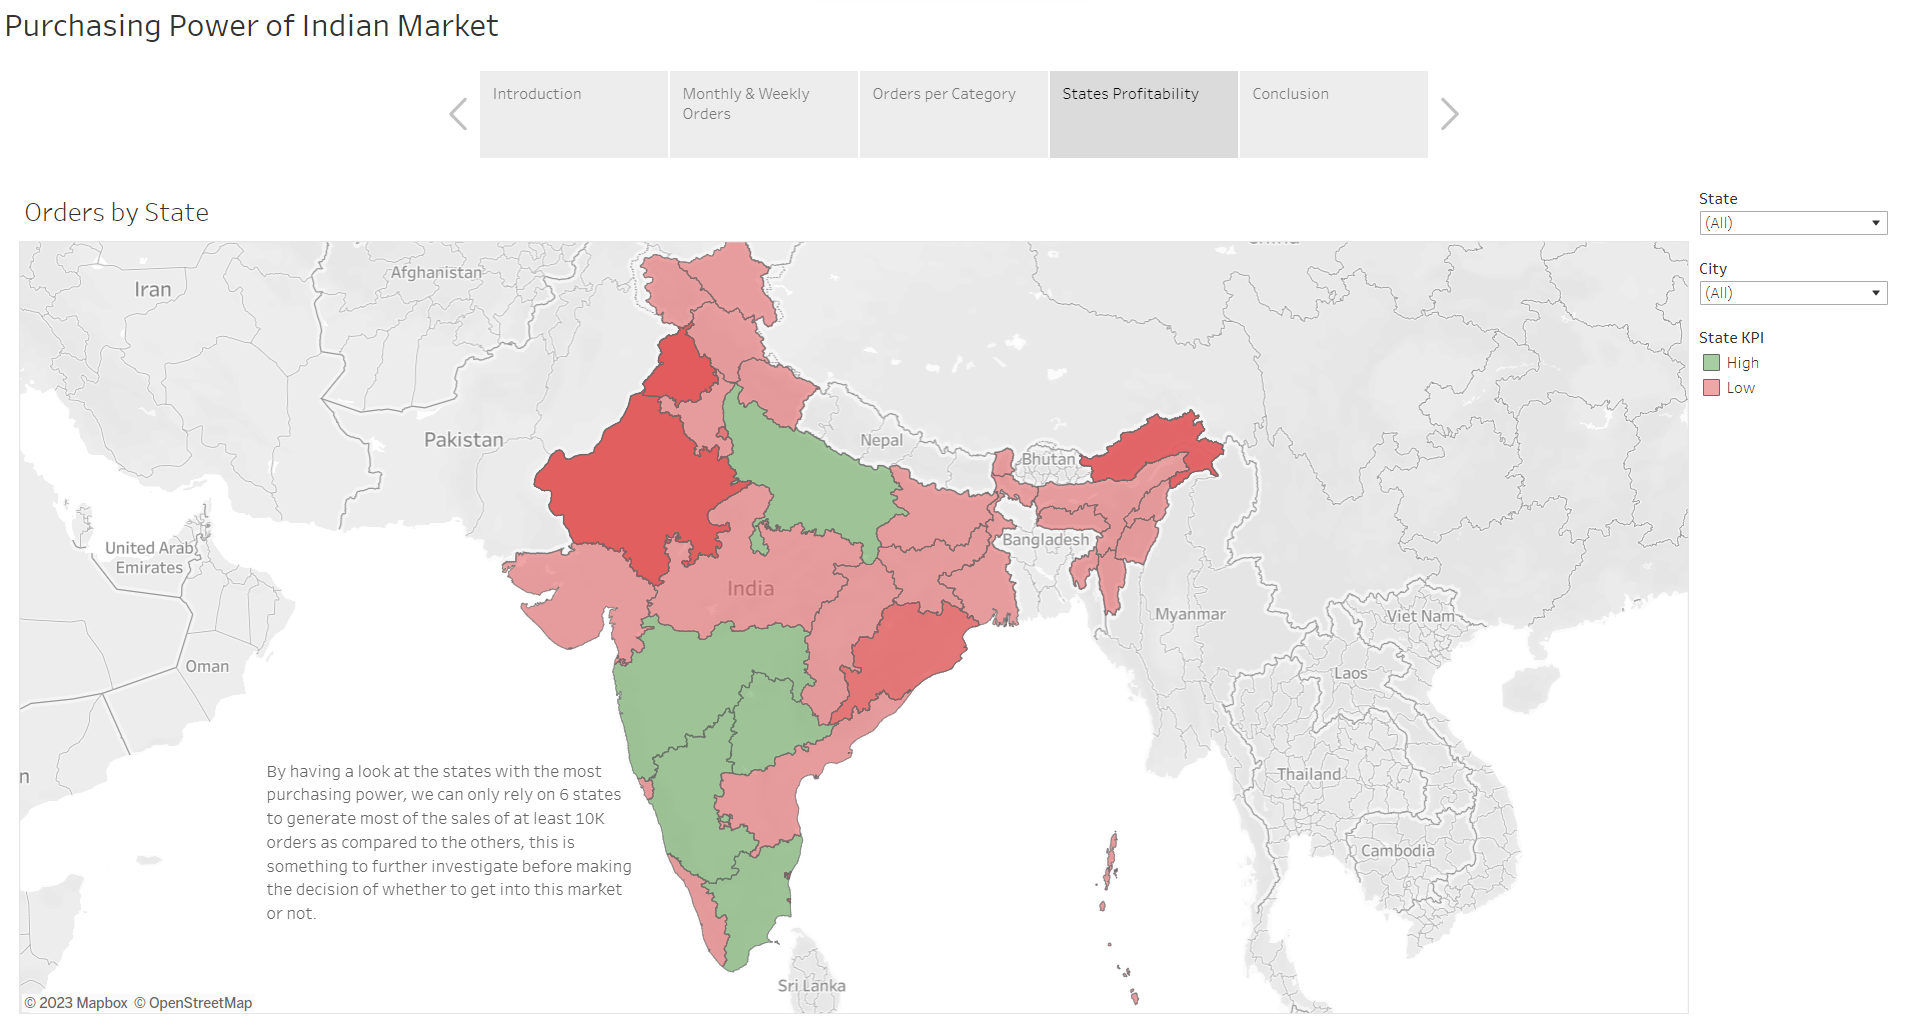 Purchasing Power of Indian Market
Introduction
Monthly & Weekly
Orders
Orders per Category
States Profitability
Conclusion
Orders by State
State
(All)
City
(All)
State KPI
High
Low
Afghanistan
Iran
Pakistan
Nepal
Bhutan
United Arab
Emirates
Bangladesh
India
Myanmar
Viet Nam
Oman
Laos
n
Thailand
Cambodia
Sri Lanka
By having a look at the states with the most
purchasing power, we can only rely on 6 states
to generate most of the sales of at least 10K
orders as compared to the others, this is
something to further investigate before making
the decision of whether to get into this market
or not.
© 2023 Mapbox © OpenStreetMap